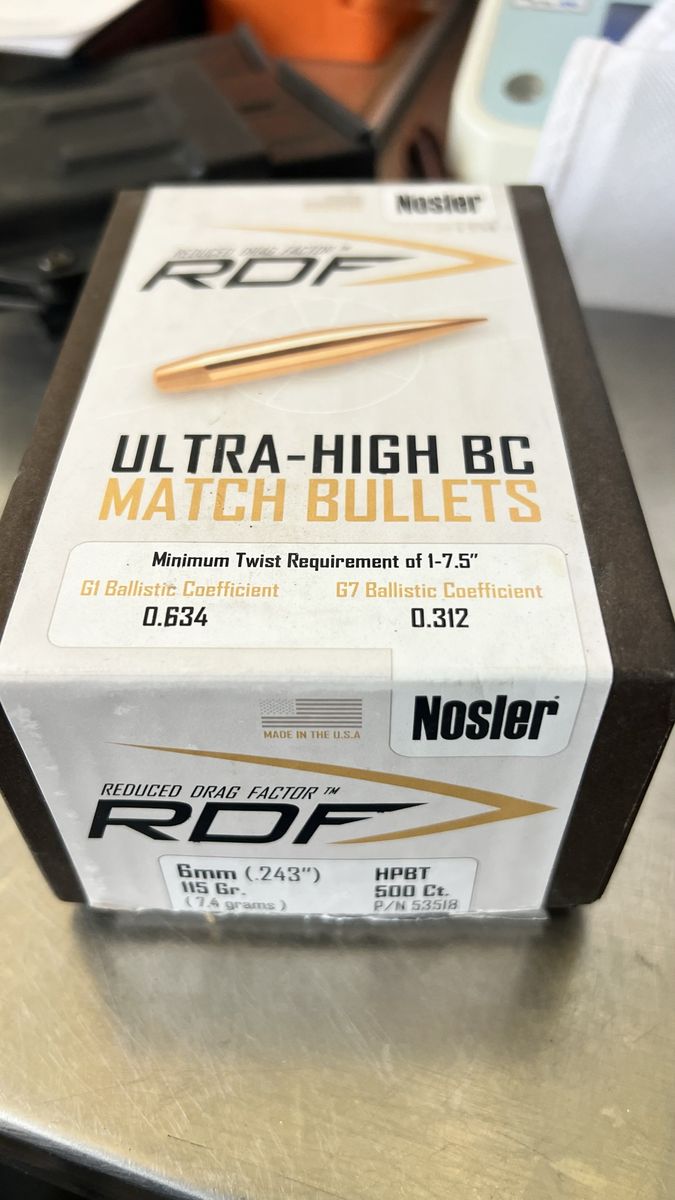 Nosler
REDUCED DRAG FACTOR™
RDF
ULTRA-HIGH BC
MATCH BULLETS
Minimum Twist Requirement of 1-7.5"
G1 Ballistic Coefficient G7 Ballistic Coefficient
0.634 0.312
MADE IN THE U.S.A
Nosler®
REDUCED DRAG FACTOR™
RDF
6mm (.243") HPBT
115 Gr. 500 Ct.
(7.4 grams) P/N 53518